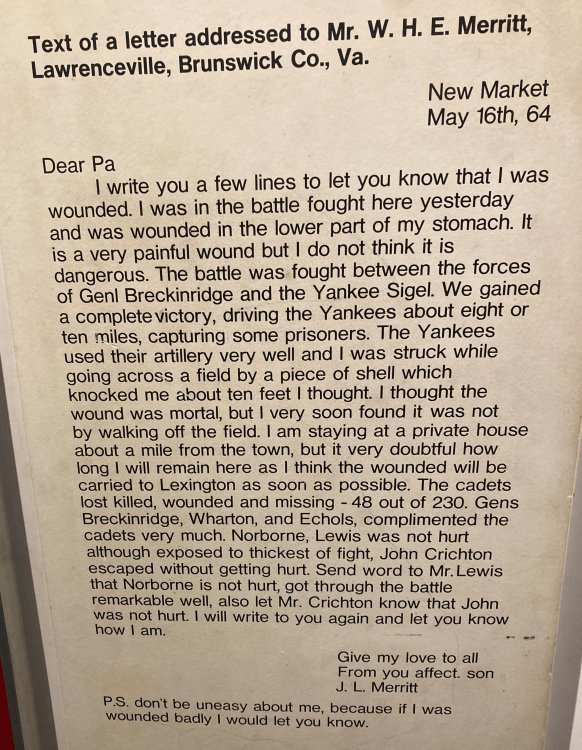 Text of a letter addressed to Mr. W. H. E. Merritt,
Lawrenceville, Brunswick Co., Va.
New Market
May 16th, 64
Dear Pa
I write you a few lines to let you know that I was
wounded. I was in the battle fought here yesterday
and was wounded in the lower part of my stomach. It
is a very painful wound but I do not think it is
dangerous. The battle was fought between the forces
of Genl Breckinridge and the Yankee Sigel. We gained
a complete victory, driving the Yankees about eight or
ten miles, capturing some prisoners. The Yankees
used their artillery very well and I was struck while
going across a field by a piece of shell which
knocked me about ten feet I thought. I thought the
wound was mortal, but I very soon found it was not
by walking off the field. I am staying at a private house
about a mile from the town, but it very doubtful how
long I will remain here as I think the wounded will be
carried to Lexington as soon as possible. The cadets
lost killed, wounded and missing - 48 out of 230. Gens
Breckinridge, Wharton, and Echols, complimented the
cadets very much. Norborne, Lewis was not hurt
although exposed to thickest of fight, John Crichton
escaped without getting hurt. Send word to Mr. Lewis
that Norborne is not hurt, got through the battle
remarkable well, also let Mr. Crichton know that John
was not hurt. I will write to you again and let you know
how I am.
Give my love to all
From you affect. son
J. L. Merritt
P.S. don't be uneasy about me, because if I was
wounded badly I would let you know.